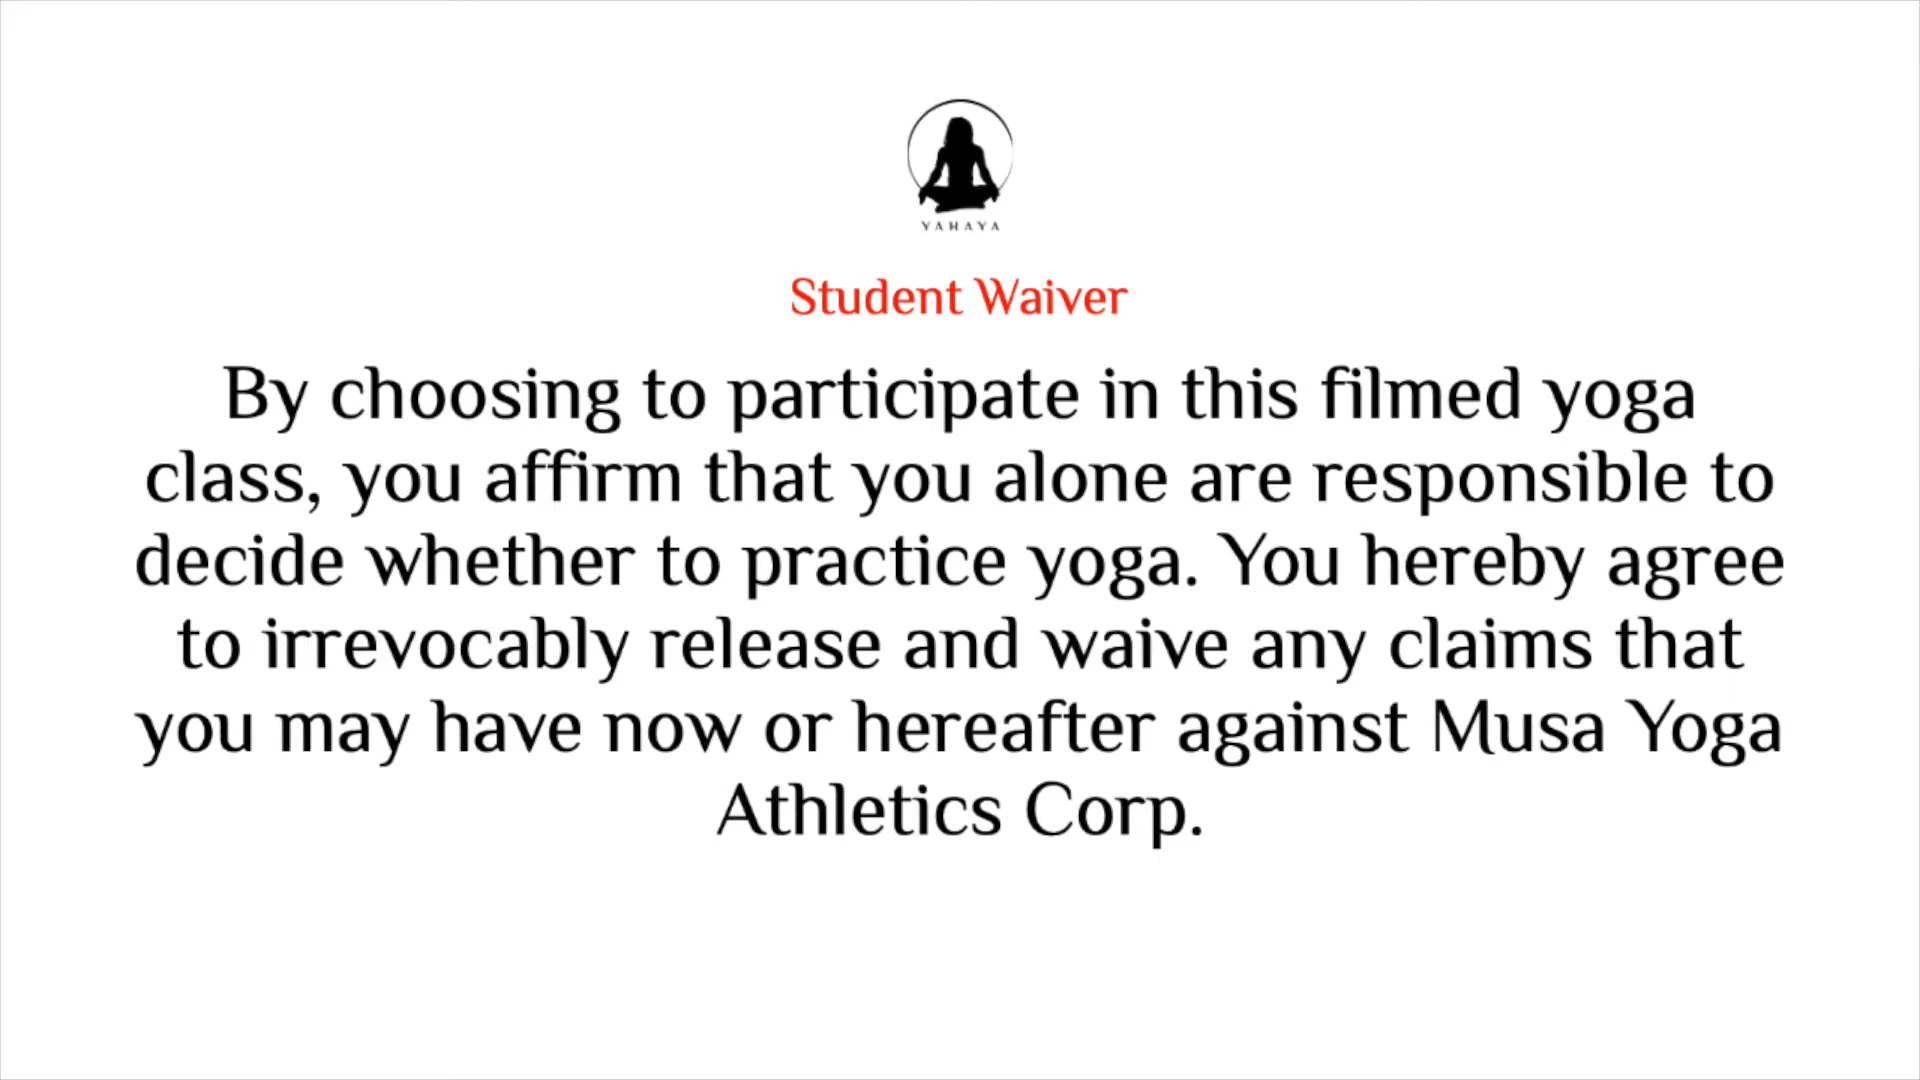 YAHAYA
Student Waiver
By choosing to participate in this filmed yoga
class, you affirm that you alone are responsible to
decide whether to practice yoga. You hereby agree
to irrevocably release and waive any claims that
you may have now or hereafter against Musa Yoga
Athletics Corp.